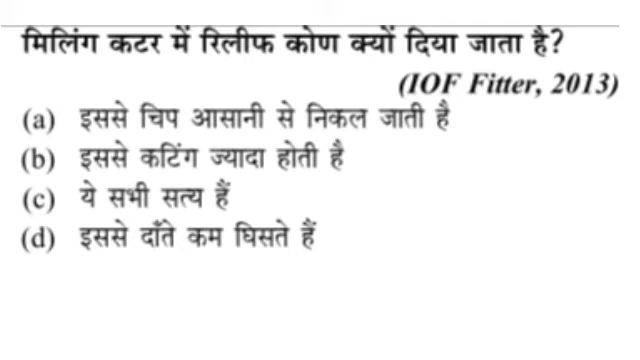 मिलिंग कटर में रिलीफ कोण क्यों दिया जाता है?
(IOF Fitter, 2013)
(a) इससे चिप आसानी से निकल जाती है
(b) इससे कटिंग ज्यादा होती है
(c) ये सभी सत्य हैं
(d) इससे दाँते कम घिसते हैं